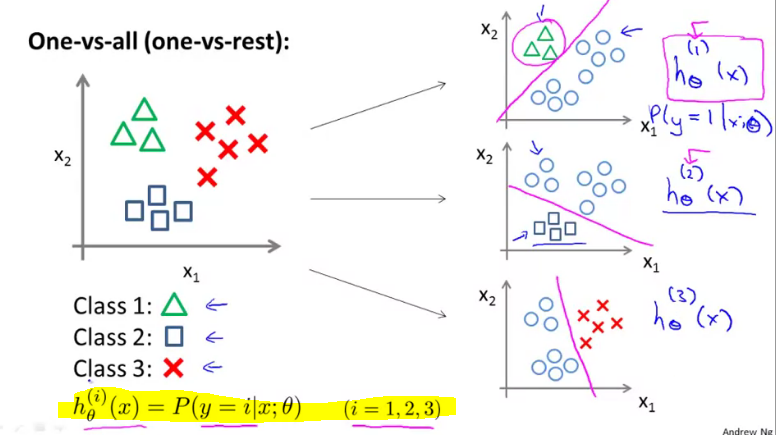 One-vs-all (one-vs-rest):
x₂
x₁
Class 1:
Class 2:
Class 3:
h_θ^(i)(x) = P(y = i|x; θ) (i = 1, 2, 3)
x₂
x₁
h_θ^(1)(x)
P(y=1|x;θ)
x₂
x₁
h_θ^(2)(x)
x₂
x₁
h_θ^(3)(x)
Andrew Ng